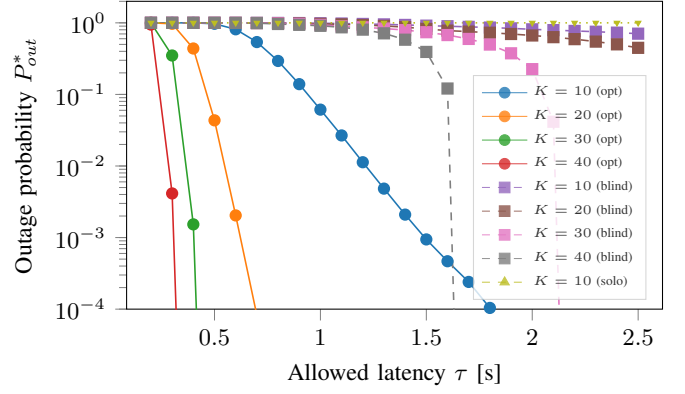 Outage probability P*out
10^0
10^−1
10^−2
10^−3
10^−4
K = 10 (opt)
K = 20 (opt)
K = 30 (opt)
K = 40 (opt)
K = 10 (blind)
K = 20 (blind)
K = 30 (blind)
K = 40 (blind)
K = 10 (solo)
0.5 1 1.5 2 2.5
Allowed latency τ [s]